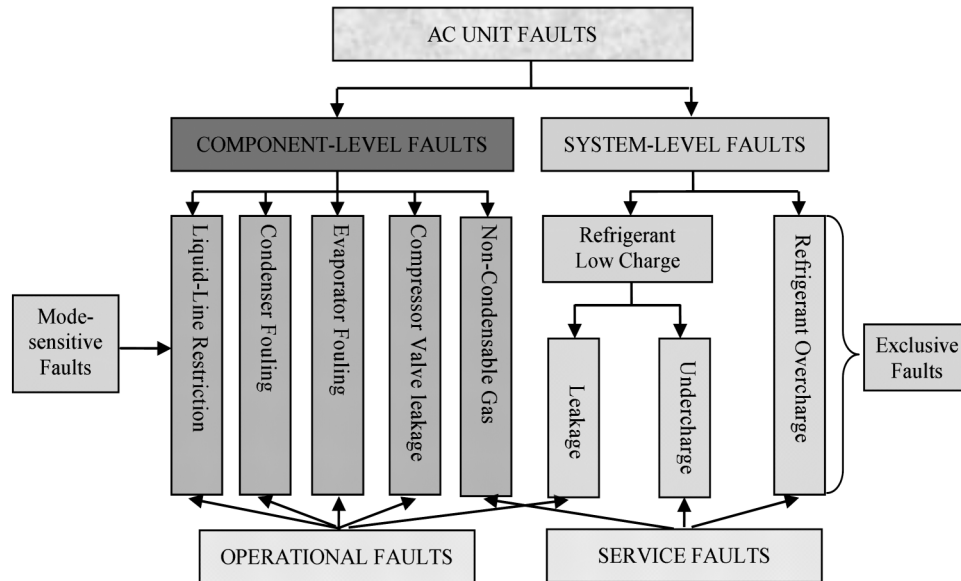 AC UNIT FAULTS
COMPONENT-LEVEL FAULTS
SYSTEM-LEVEL FAULTS
Mode-
sensitive
Faults
Liquid-Line Restriction
Condenser Fouling
Evaporator Fouling
Compressor Valve leakage
Non-Condensable Gas
Refrigerant
Low Charge
Leakage
Undercharge
Refrigerant Overcharge
Exclusive
Faults
OPERATIONAL FAULTS
SERVICE FAULTS